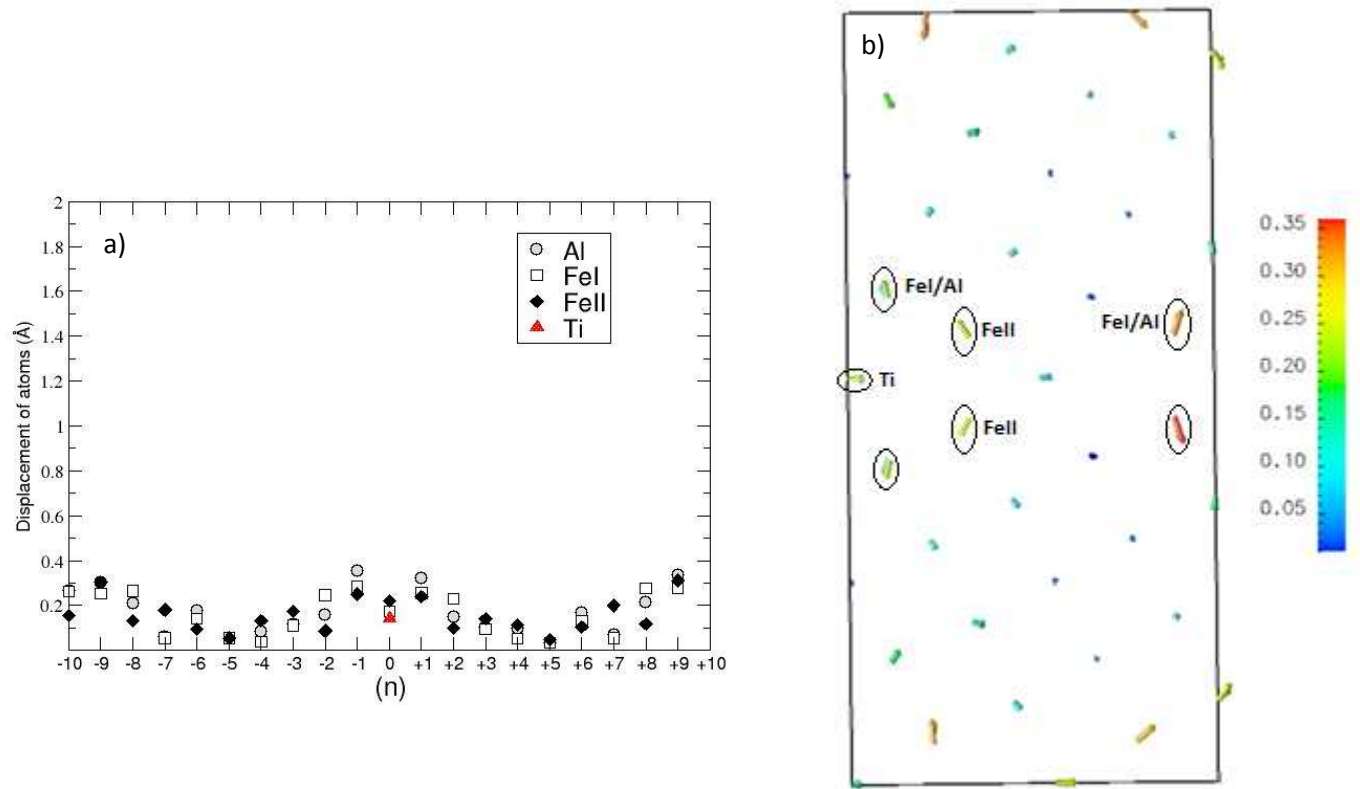 a)
Al
FeI
FeII
Ti
2
1.8
1.6
1.4
1.2
1
0.8
0.6
0.4
0.2
Displacement of atoms (Å)
-10 -9 -8 -7 -6 -5 -4 -3 -2 -1 0 +1 +2 +3 +4 +5 +6 +7 +8 +9 +10
(n)
b)
FeI/Al
FeII
FeI/Al
Ti
FeII
0.35
0.30
0.25
0.20
0.15
0.10
0.05